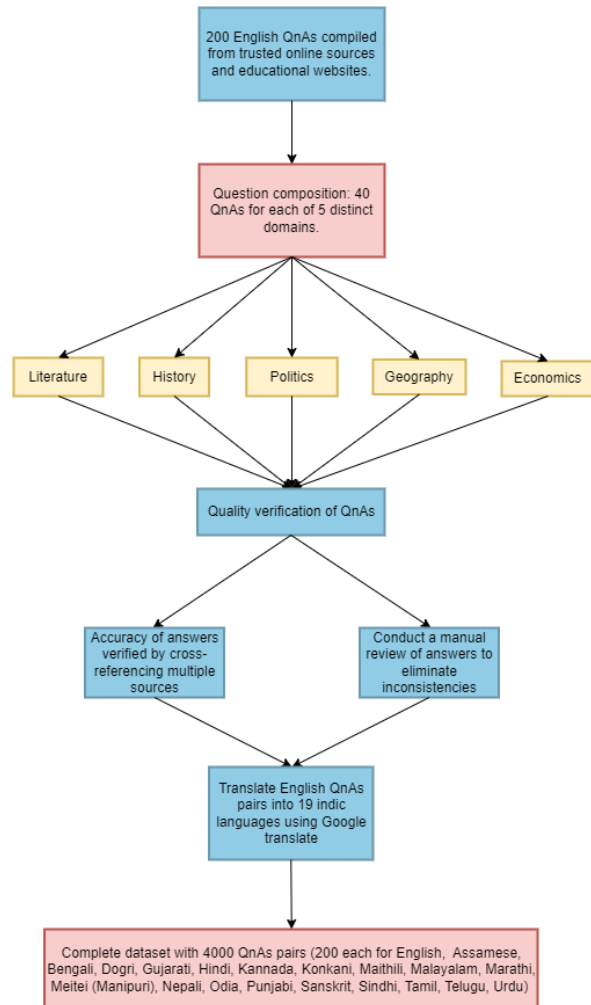 200 English QnAs compiled
from trusted online sources
and educational websites.
Question composition: 40
QnAs for each of 5 distinct
domains.
Literature
History
Politics
Geography
Economics
Quality verification of QnAs
Accuracy of answers
verified by cross-
referencing multiple
sources
Conduct a manual
review of answers to
eliminate
inconsistencies
Translate English QnAs
pairs into 19 indic
languages using Google
translate
Complete dataset with 4000 QnAs pairs (200 each for English, Assamese,
Bengali, Dogri, Gujarati, Hindi, Kannada, Konkani, Maithili, Malayalam, Marathi,
Meitei (Manipuri), Nepali, Odia, Punjabi, Sanskrit, Sindhi, Tamil, Telugu, Urdu)